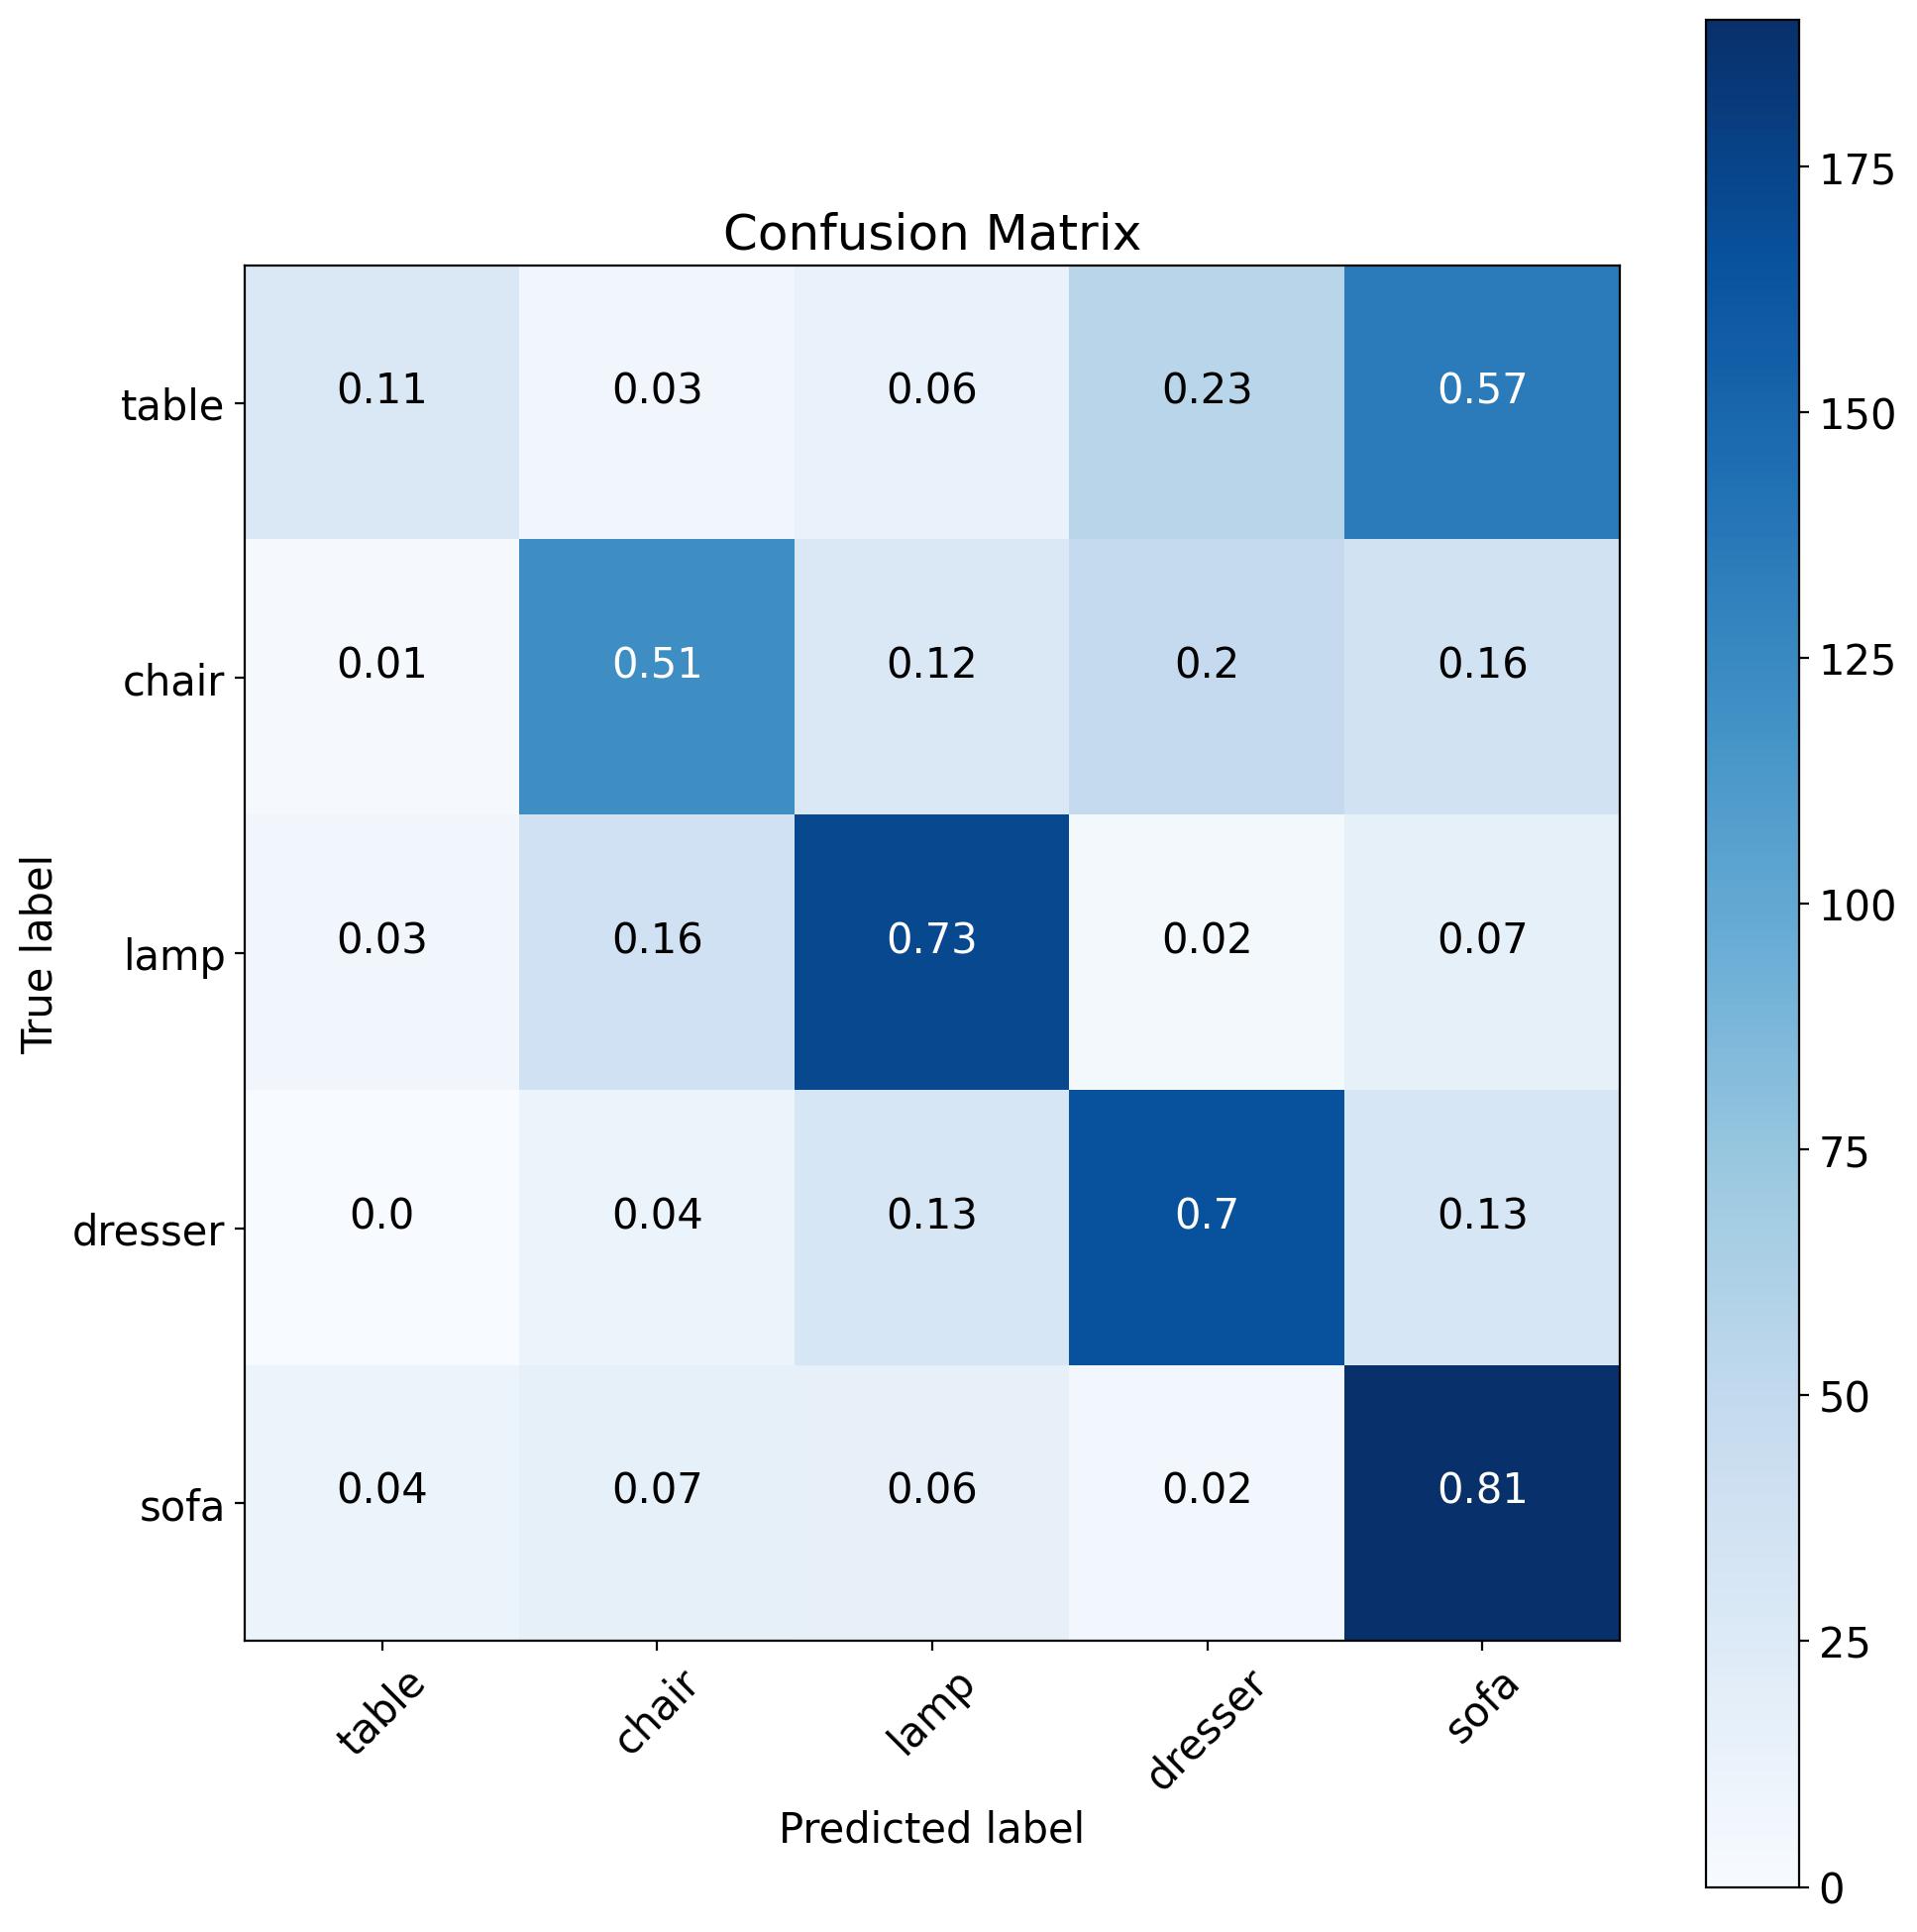 Confusion Matrix
True label
table
0.11 0.03 0.06 0.23 0.57
chair
0.01 0.51 0.12 0.2 0.16
lamp
0.03 0.16 0.73 0.02 0.07
dresser
0.0 0.04 0.13 0.7 0.13
sofa
0.04 0.07 0.06 0.02 0.81
table chair lamp dresser sofa
Predicted label
175
150
125
100
75
50
25
0